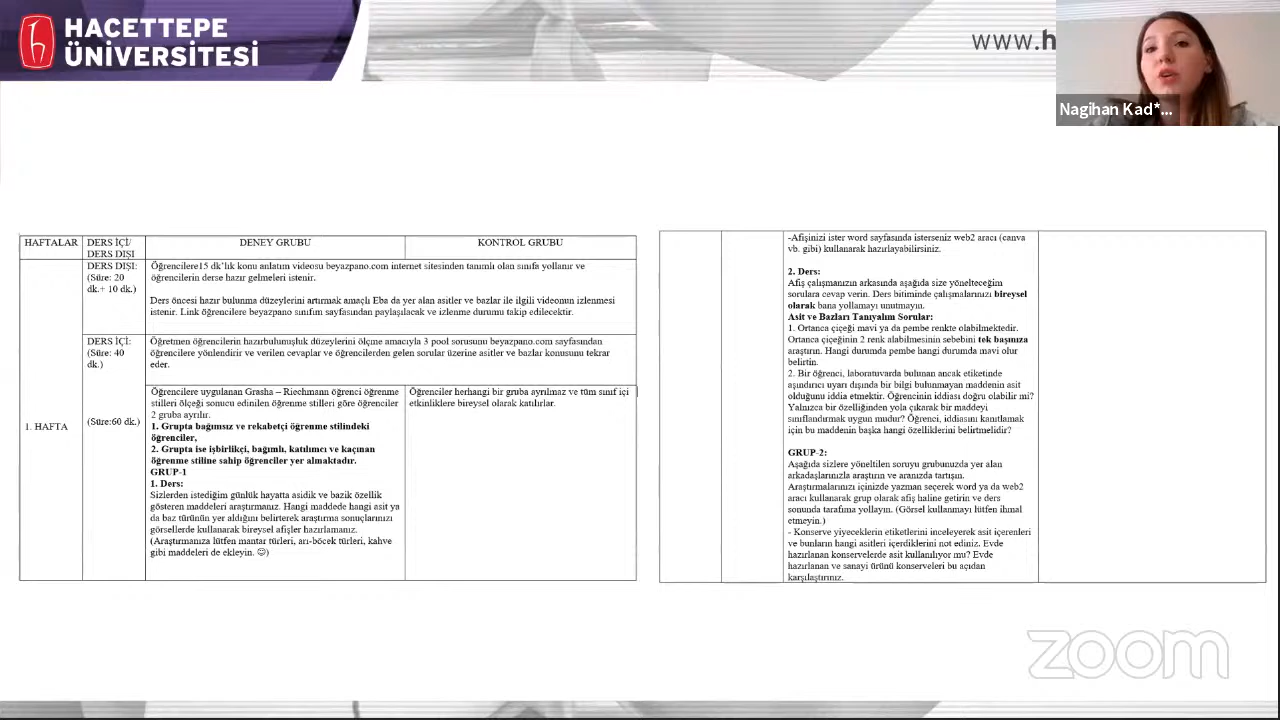 HACETTEPE
ÜNİVERSİTESİ
www.h
Nagihan Kad*...
HAFTALAR
DERS İÇİ/
DERS DIŞI
DENEY GRUBU
KONTROL GRUBU
DERS DIŞI:
(Süre: 20
dk.+ 10 dk.)
Öğrencilere15 dk'lık konu anlatım videosu beyazpano.com internet sitesinden tanımlı olan sınıfa yollanır ve
öğrencilerin derse hazır gelmeleri istenir.
Ders öncesi hazır bulunma düzeylerini artırmak amaçlı Eba da yer alan asitler ve bazlar ile ilgili videonun izlenmesi
istenir. Link öğrencilere beyazpano sınıfım sayfasından paylaşılacak ve izlenme durumu takip edilecektir.
DERS İÇİ:
(Süre: 40
dk.)
Öğretmen öğrencilerin hazırbulunuşluk düzeylerini ölçme amacıyla 3 pool sorusunu beyazpano.com sayfasından
öğrencilere yönlendirir ve verilen cevaplar ve öğrencilerden gelen sorular üzerine asitler ve bazlar konusunu tekrar
eder.
1. HAFTA
(Süre:60 dk.)
Öğrencilere uygulanan Grasha – Riechmann öğrenci öğrenme
stilleri ölçeği sonucu edinilen öğrenme stilleri göre öğrenciler
2 gruba ayrılır.
1. Grupta bağımsız ve rekabetçi öğrenme stilindeki
öğrenciler,
2. Grupta ise işbirlikçi, bağımlı, katılımcı ve kaçınan
öğrenme stiline sahip öğrenciler yer almaktadır.
GRUP-1
1. Ders:
Sizlerden istediğim günlük hayatta asidik ve bazik özellik
gösteren maddeleri araştırmanız. Hangi maddede hangi asit ya
da baz türünün yer aldığını belirterek araştırma sonuçlarınızı
görsellerde kullanarak bireysel afişler hazırlamanız.
(Araştırmanıza lütfen mantar türleri, arı-böcek türleri, kahve
gibi maddeleri de ekleyin. ☺)
Öğrenciler herhangi bir gruba ayrılmaz ve tüm sınıf içi
etkinliklere bireysel olarak katılırlar.
-Afişinizi ister word sayfasında isterseniz web2 aracı (canva
vb. gibi) kullanarak hazırlayabilirsiniz.
2. Ders:
Afiş çalışmanızın arkasında aşağıda size yönelteceğim
sorulara cevap verin. Ders bitiminde çalışmalarınızı bireysel
olarak bana yollamayı unutmayın.
Asit ve Bazları Tanıyalım Sorular:
1. Ortanca çiçeği mavi ya da pembe renkte olabilmektedir.
Ortanca çiçeğinin 2 renk alabilmesinin sebebini tek başınıza
araştırın. Hangi durumda pembe hangi durumda mavi olur
belirtin.
2. Bir öğrenci, laboratuvarda bulunan ancak etiketinde
aşındırıcı uyarı dışında bir bilgi bulunmayan maddenin asit
olduğunu iddia etmektedir. Öğrencinin iddiası doğru olabilir mi?
Yalnızca bir özelliğinden yola çıkarak bir maddeyi
sınıflandırmak uygun mudur? Öğrenci, iddiasını kanıtlamak
için bu maddenin başka hangi özelliklerini belirtmelidir?
GRUP-2:
Aşağıda sizlere yöneltilen soruyu grubunuzda yer alan
arkadaşlarınızla araştırın ve aranızda tartışın.
Araştırmalarınızı içinizde yazman seçerek word ya da web2
aracı kullanarak grup olarak afiş haline getirin ve ders
sonunda tarafıma yollayın. (Görsel kullanmayı lütfen ihmal
etmeyin.)
- Konserve yiyeceklerin etiketlerini inceleyerek asit içerenleri
ve bunların hangi asitleri içerdiklerini not ediniz. Evde
hazırlanan konservelerde asit kullanılıyor mu? Evde
hazırlanan ve sanayi ürünü konserveleri bu açıdan
karşılaştırınız.
zoom